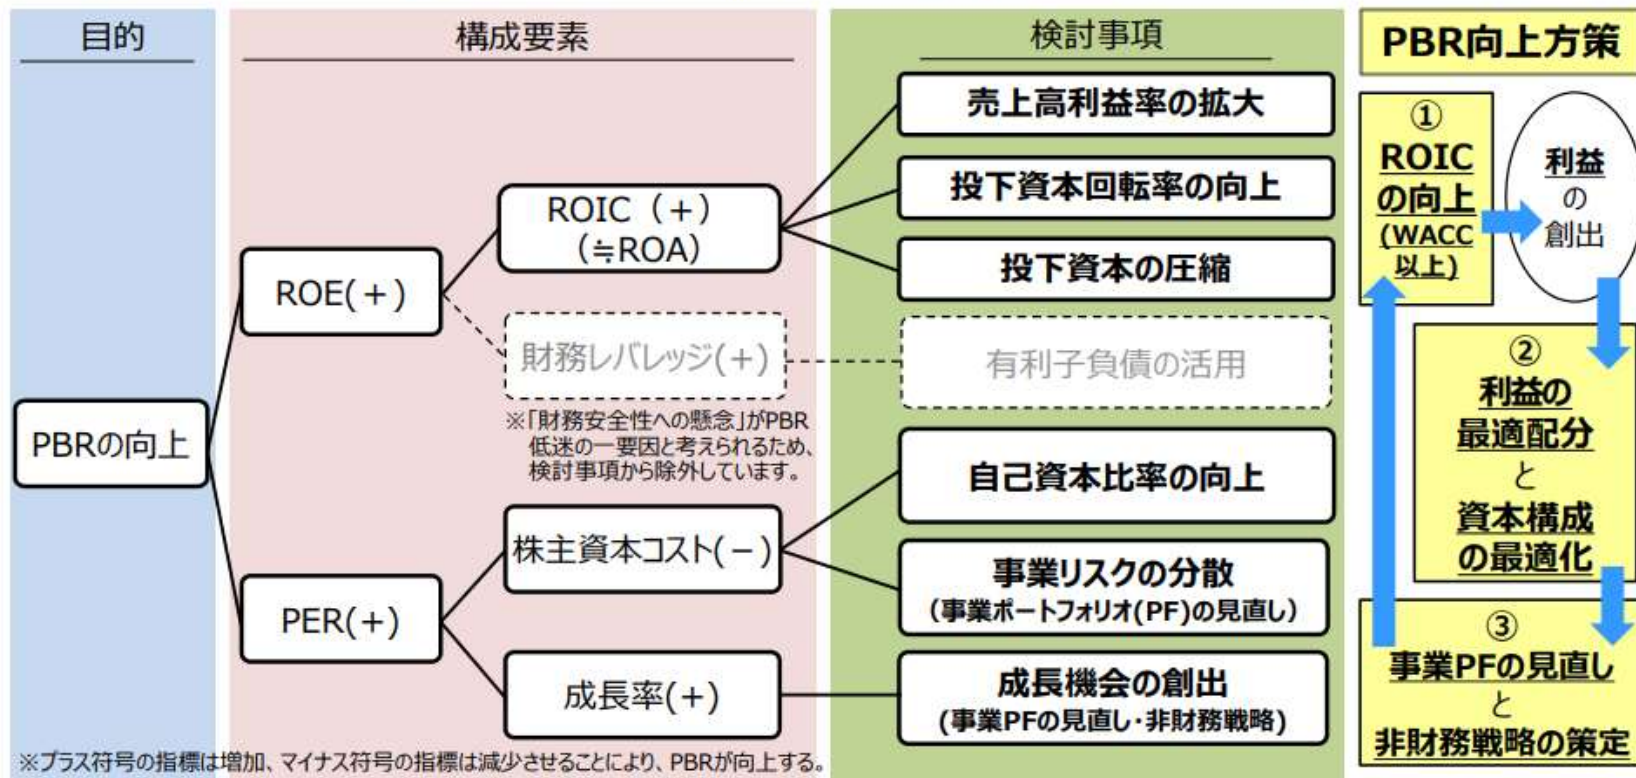 目的
構成要素
検討事項
PBR向上方策
PBRの向上
ROE(+)
PER(+)
ROIC（+）
（≒ROA）
財務レバレッジ(+)
※「財務安全性への懸念」がPBR
低迷の一要因と考えられるため、
検討事項から除外しています。
株主資本コスト(−)
成長率(+)
売上高利益率の拡大
投下資本回転率の向上
投下資本の圧縮
有利子負債の活用
自己資本比率の向上
事業リスクの分散
（事業ポートフォリオ(PF)の見直し）
成長機会の創出
(事業PFの見直し・非財務戦略)
①
ROIC
の向上
(WACC
以上)
利益
の
創出
②
利益の
最適配分
と
資本構成
の最適化
③
事業PFの見直し
と
非財務戦略の策定
※プラス符号の指標は増加、マイナス符号の指標は減少させることにより、PBRが向上する。